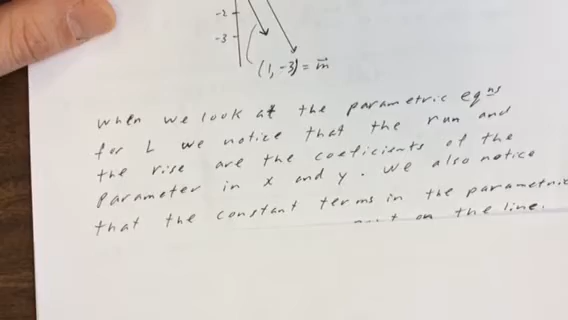 -2
-3
(1, -3) = m⃗
When we look at the parametric eqns
for L we notice that the run and
the rise are the coeficients of the
parameter in x and y. We also notice
that the constant terms in the parametric
on the line.